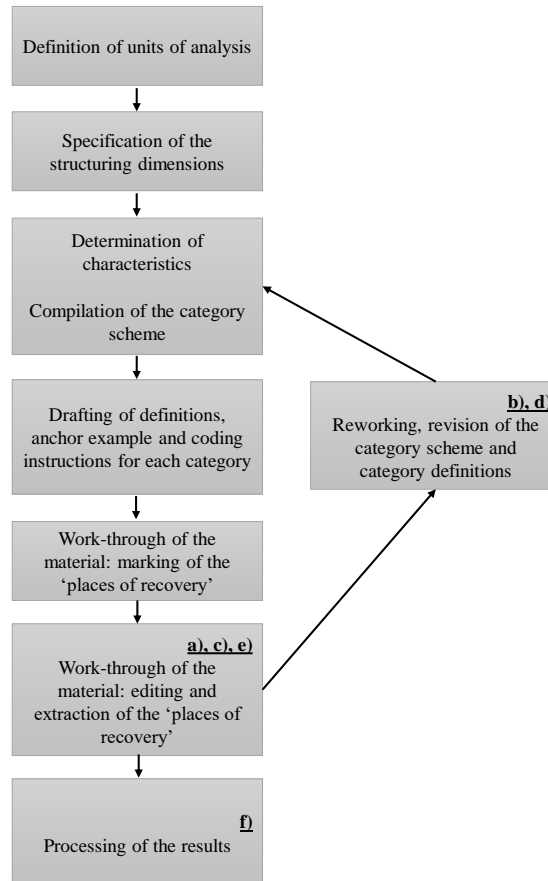 Definition of units of analysis
Specification of the
structuring dimensions
Determination of
characteristics
Compilation of the category
scheme
Drafting of definitions,
anchor example and coding
instructions for each category
b), d)
Reworking, revision of the
category scheme and
category definitions
Work-through of the
material: marking of the
‘places of recovery’
a), c), e)
Work-through of the
material: editing and
extraction of the ‘places of
recovery’
f)
Processing of the results